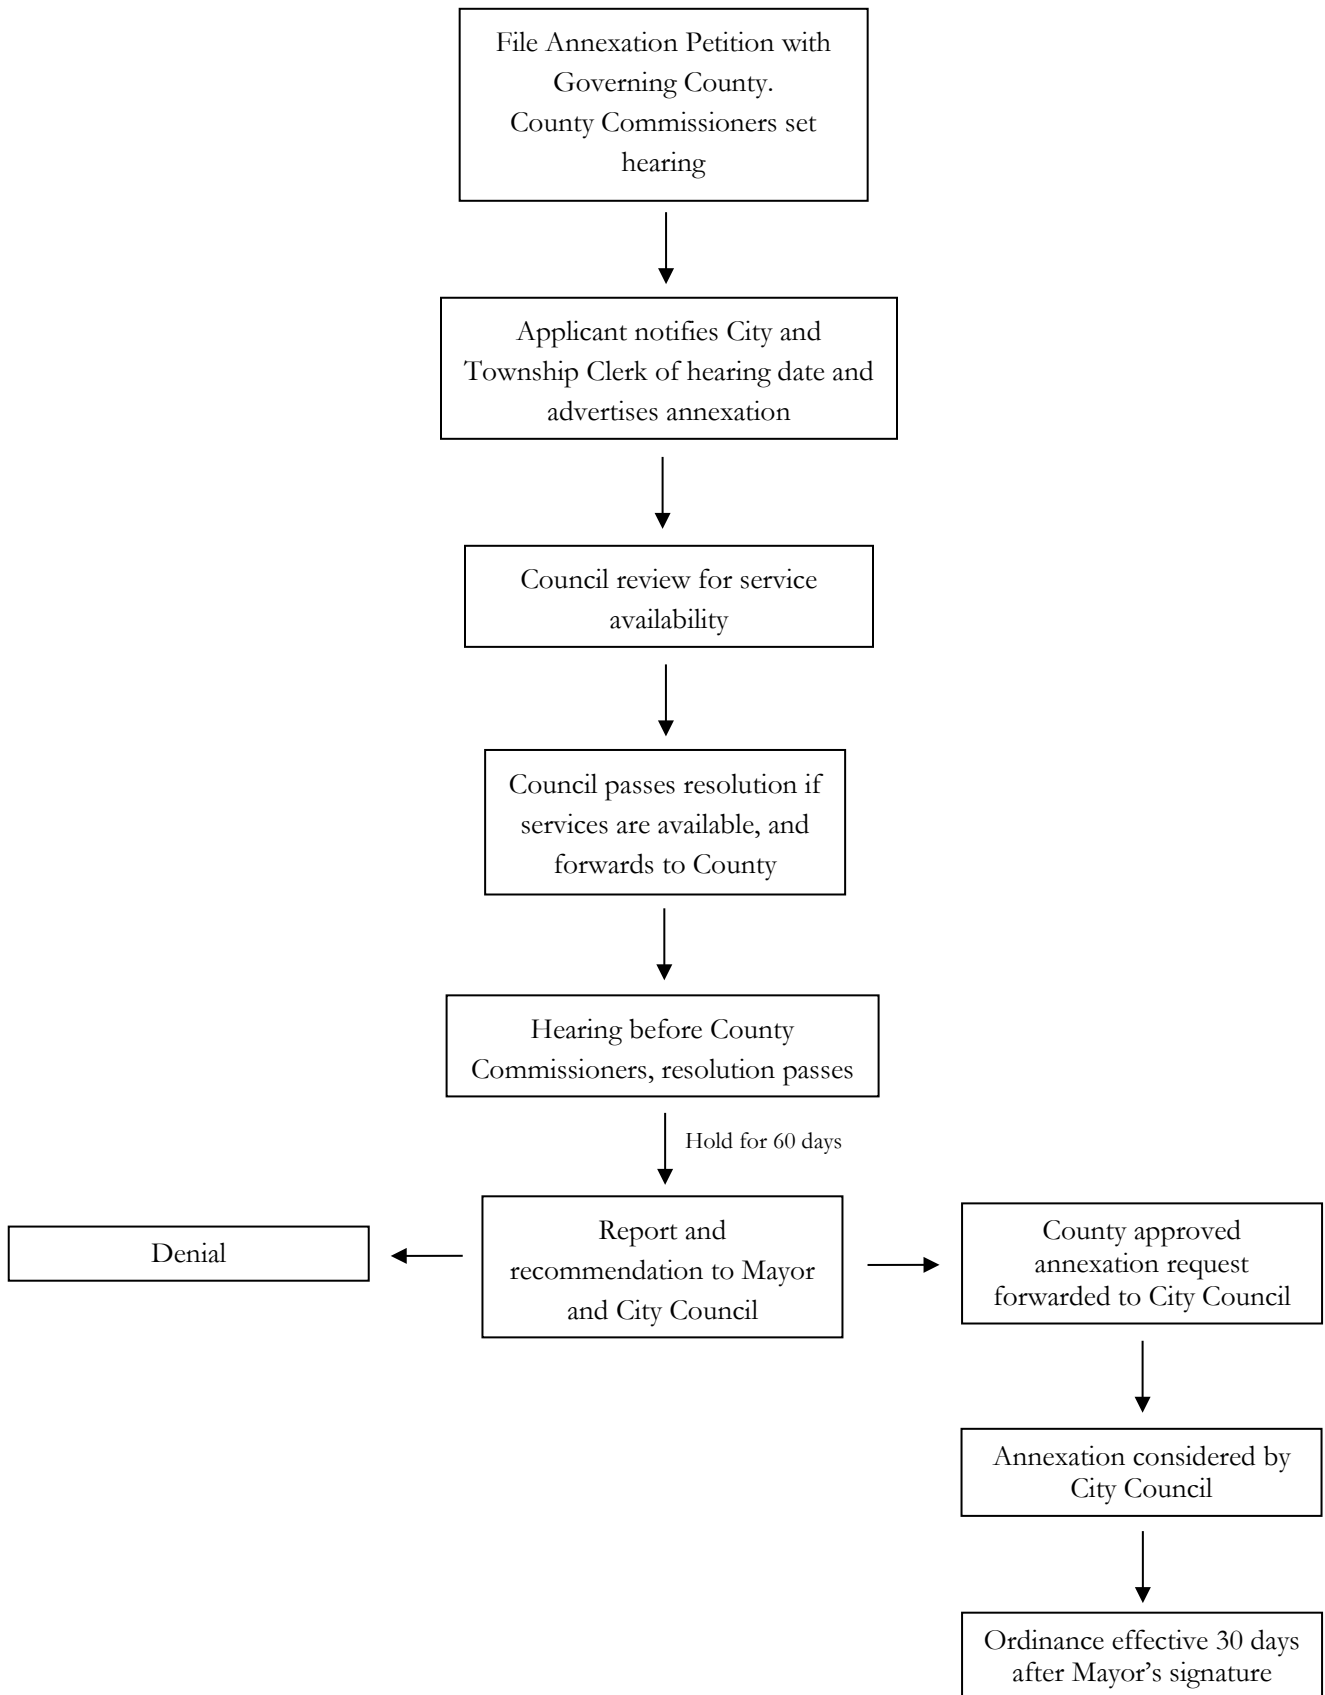 File Annexation Petition with
Governing County.
County Commissioners set
hearing
Applicant notifies City and
Township Clerk of hearing date and
advertises annexation
Council review for service
availability
Council passes resolution if
services are available, and
forwards to County
Hearing before County
Commissioners, resolution passes
Hold for 60 days
Denial
Report and
recommendation to Mayor
and City Council
County approved
annexation request
forwarded to City Council
Annexation considered by
City Council
Ordinance effective 30 days
after Mayor’s signature